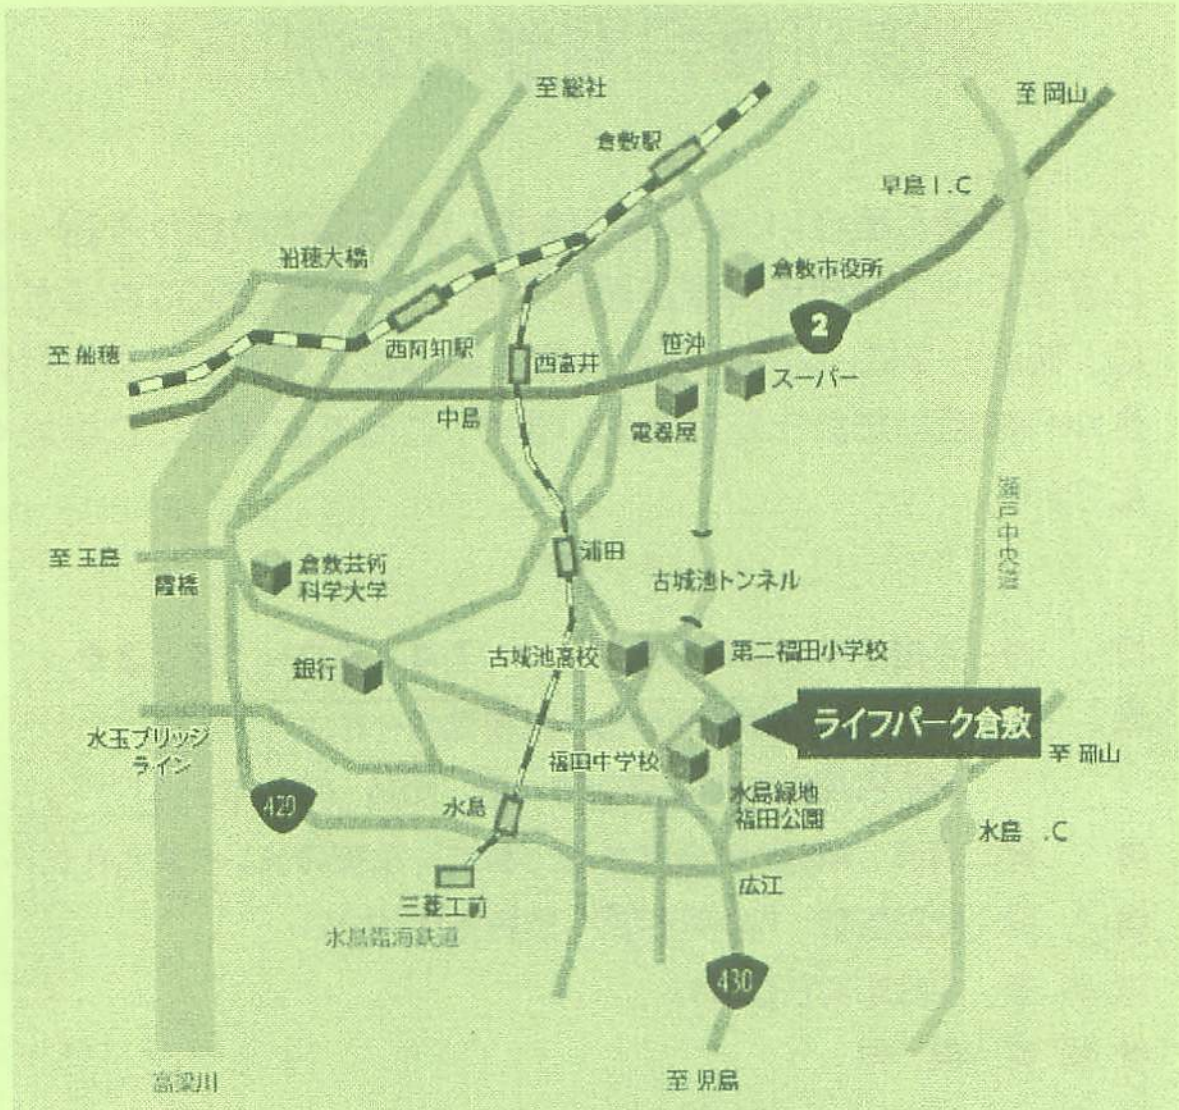 至 総社
至 岡山
倉敷駅
早島 I.C
船穂大橋
倉敷市役所
2
至 船穂
西阿知駅
西富井
笹沖
スーパー
中島
電器屋
瀬戸中央道
至 玉島
霞橋
倉敷芸術
科学大学
浦田
古城池トンネル
銀行
古城池高校
第二福田小学校
ライフパーク倉敷
水玉ブリッジ
ライン
福田中学校
至 岡山
水島緑地
福田公園
429
水島
水島 .C
広江
三菱工前
水島臨海鉄道
430
高梁川
至 児島